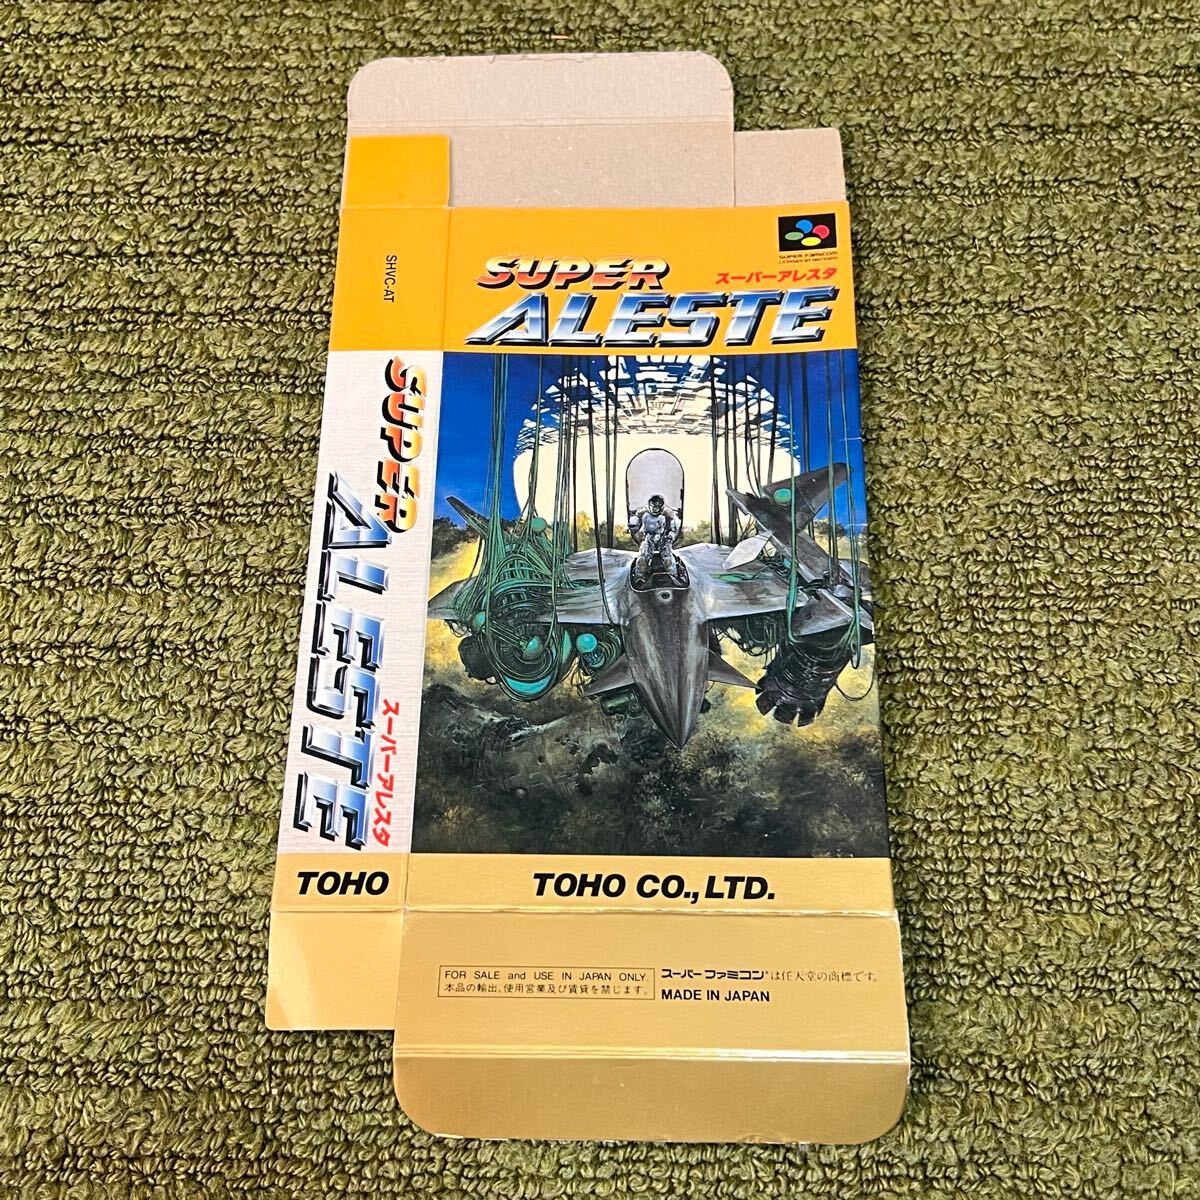 SHVC-AT
SUPER
ALESTE
スーパーアレスタ
TOHO
SUPER FAMICOM
LICENSED BY NINTENDO
SUPER
スーパーアレスタ
ALESTE
TOHO CO., LTD.
FOR SALE and USE IN JAPAN ONLY.
本品の輸出、使用営業及び賃貸を禁じます。
スーパーファミコン®は任天堂の商標です。
MADE IN JAPAN